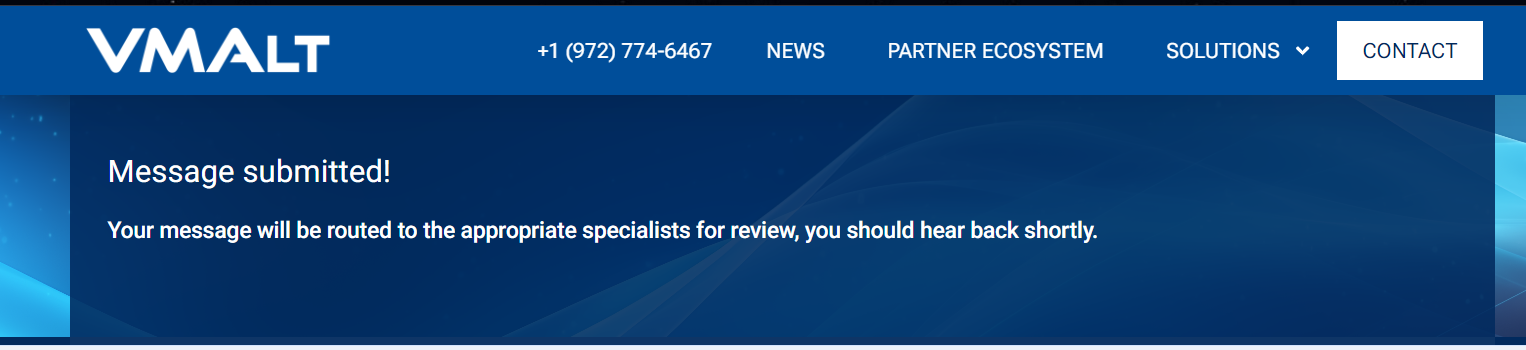 VMALT
+1 (972) 774-6467 NEWS PARTNER ECOSYSTEM SOLUTIONS CONTACT
Message submitted!
Your message will be routed to the appropriate specialists for review, you should hear back shortly.